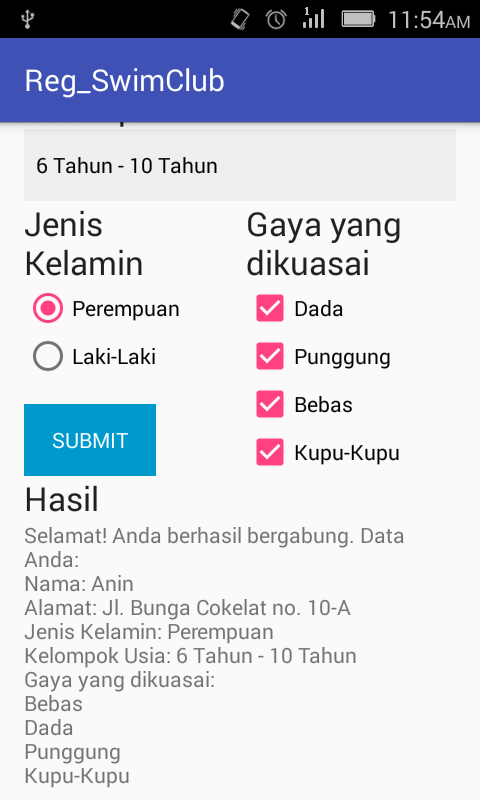 1
11:54AM
Reg_SwimClub
6 Tahun - 10 Tahun
Jenis
Kelamin
Perempuan
Laki-Laki
Gaya yang
dikuasai
Dada
Punggung
Bebas
Kupu-Kupu
SUBMIT
Hasil
Selamat! Anda berhasil bergabung. Data
Anda:
Nama: Anin
Alamat: Jl. Bunga Cokelat no. 10-A
Jenis Kelamin: Perempuan
Kelompok Usia: 6 Tahun - 10 Tahun
Gaya yang dikuasai:
Bebas
Dada
Punggung
Kupu-Kupu